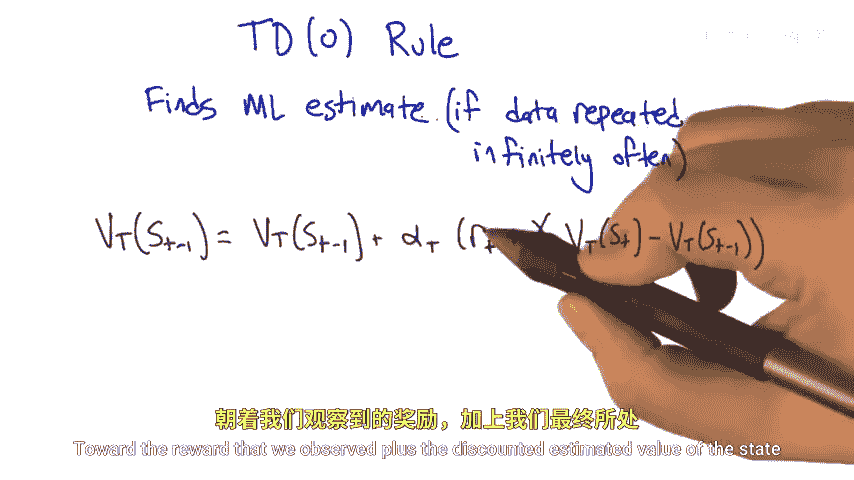 TD(0) Rule
Finds ML estimate (if data repeated
infinitely often)
V_T(S_{t-1}) = V_T(S_{t-1}) + α_T (r_t V_T(S_t) - V_T(S_{t-1}))
朝着我们观察到的奖励，加上我们最终所处
Toward the reward that we observed plus the discounted estimated value of the state